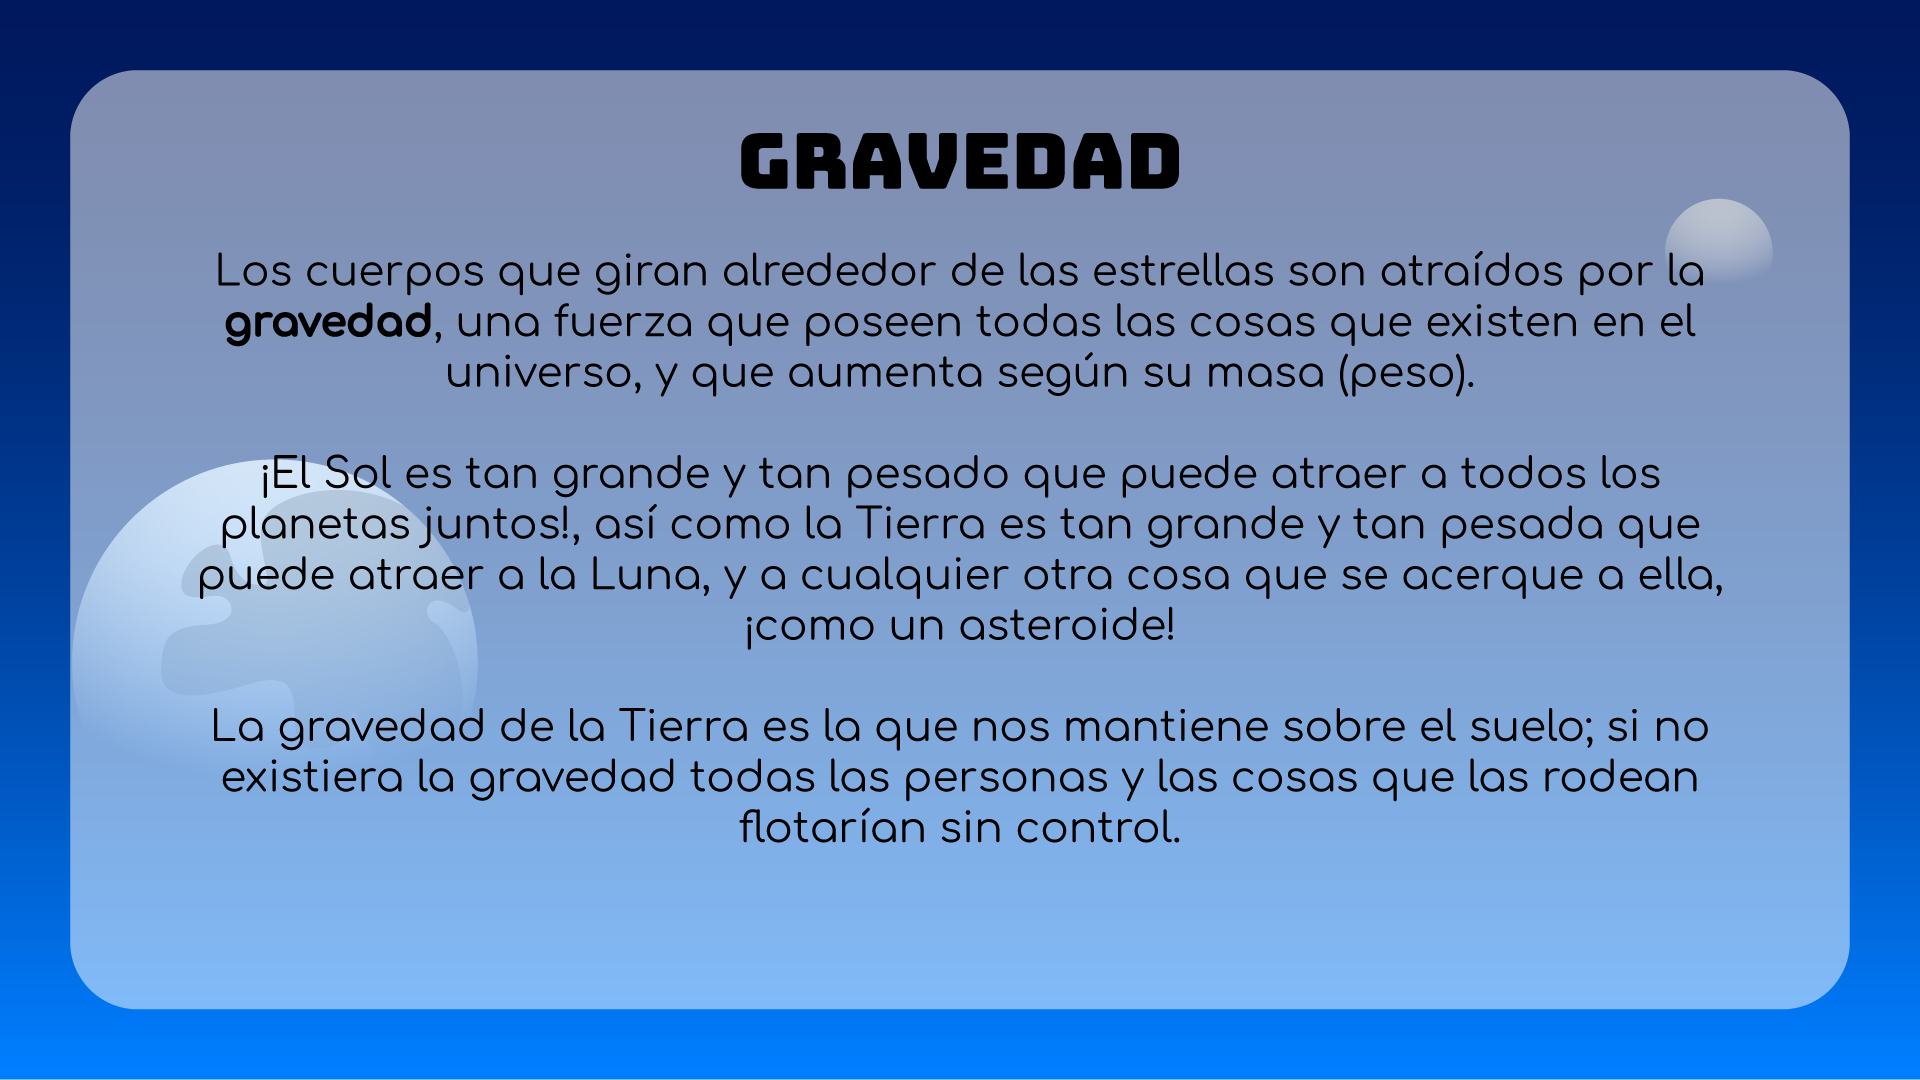 GRAVEDAD
Los cuerpos que giran alrededor de las estrellas son atraídos por la
gravedad, una fuerza que poseen todas las cosas que existen en el
universo, y que aumenta según su masa (peso).
¡El Sol es tan grande y tan pesado que puede atraer a todos los
planetas juntos!, así como la Tierra es tan grande y tan pesada que
puede atraer a la Luna, y a cualquier otra cosa que se acerque a ella,
¡como un asteroide!
La gravedad de la Tierra es la que nos mantiene sobre el suelo; si no
existiera la gravedad todas las personas y las cosas que las rodean
flotarían sin control.